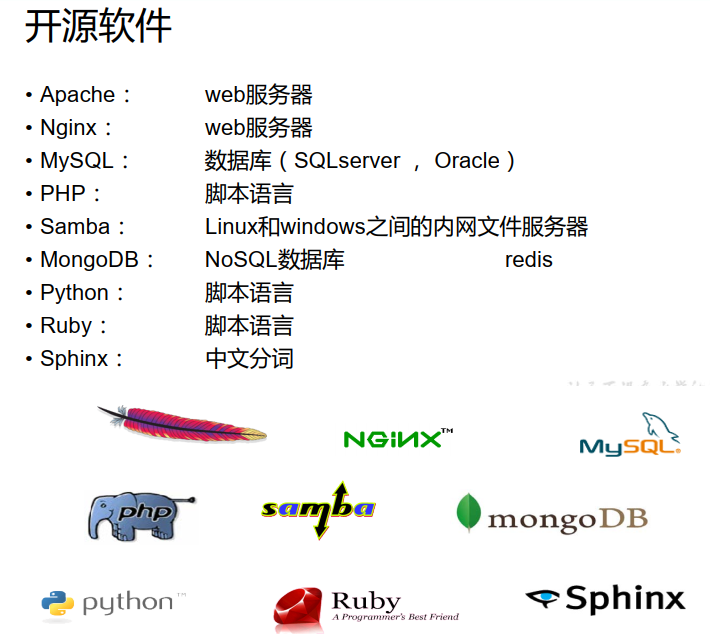 开源软件
• Apache： web服务器
• Nginx： web服务器
• MySQL： 数据库（SQLserver ，Oracle）
• PHP： 脚本语言
• Samba： Linux和windows之间的内网文件服务器
• MongoDB： NoSQL数据库 redis
• Python： 脚本语言
• Ruby： 脚本语言
• Sphinx： 中文分词
NGiNX™ MySQL®
php samba mongoDB
python™ Ruby Sphinx
A Programmer's Best Friend